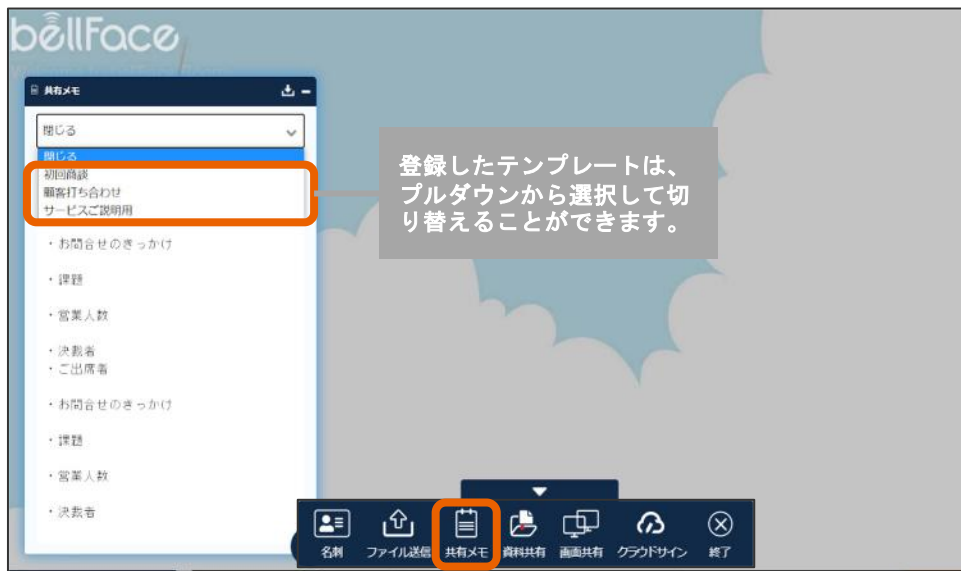 bellFace
共有メモ
閉じる
閉じる
初回商談
顧客打ち合わせ
サービスご説明用
登録したテンプレートは、
プルダウンから選択して切
り替えることができます。
・お問合せのきっかけ
・課題
・営業人数
・決裁者
・ご出席者
・お問合せのきっかけ
・課題
・営業人数
・決裁者
名刺 ファイル送信 共有メモ 資料共有 画面共有 クラウドサイン 終了